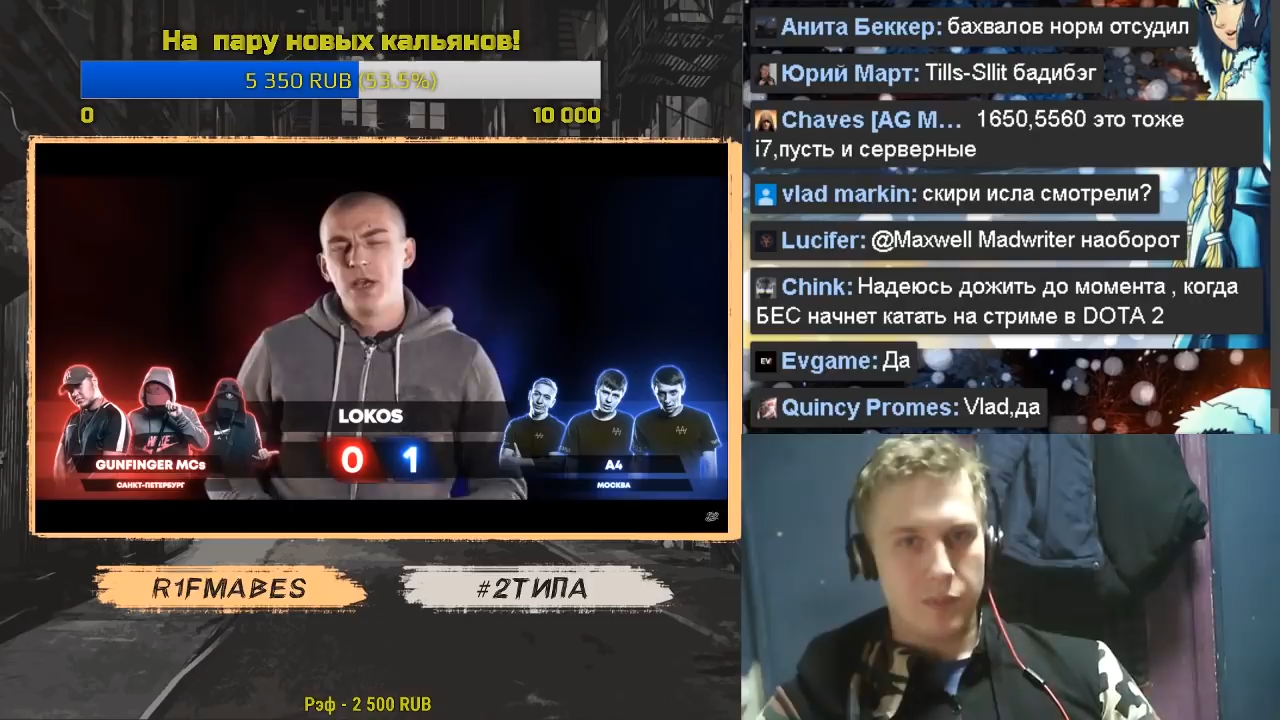 На пару новых кальянов!
5 350 RUB (53.5%)
0
10 000
LOKOS
0 1
GUNFINGER MCs
САНКТ-ПЕТЕРБУРГ
A4
МОСКВА
R1FMABES
#2ТИПА
Рэф - 2 500 RUB
Анита Беккер: бахвалов норм отсудил
Юрий Март: Tills-Sllit бадибэг
Chaves [AG M... 1650,5560 это тоже
i7,пусть и серверные
vlad markin: скири исла смотрели?
Lucifer: @Maxwell Madwriter наоборот
Chink: Надеюсь дожить до момента , когда
БЕС начнет катать на стриме в DOTA 2
EV Evgame: Да
Quincy Promes: Vlad,да